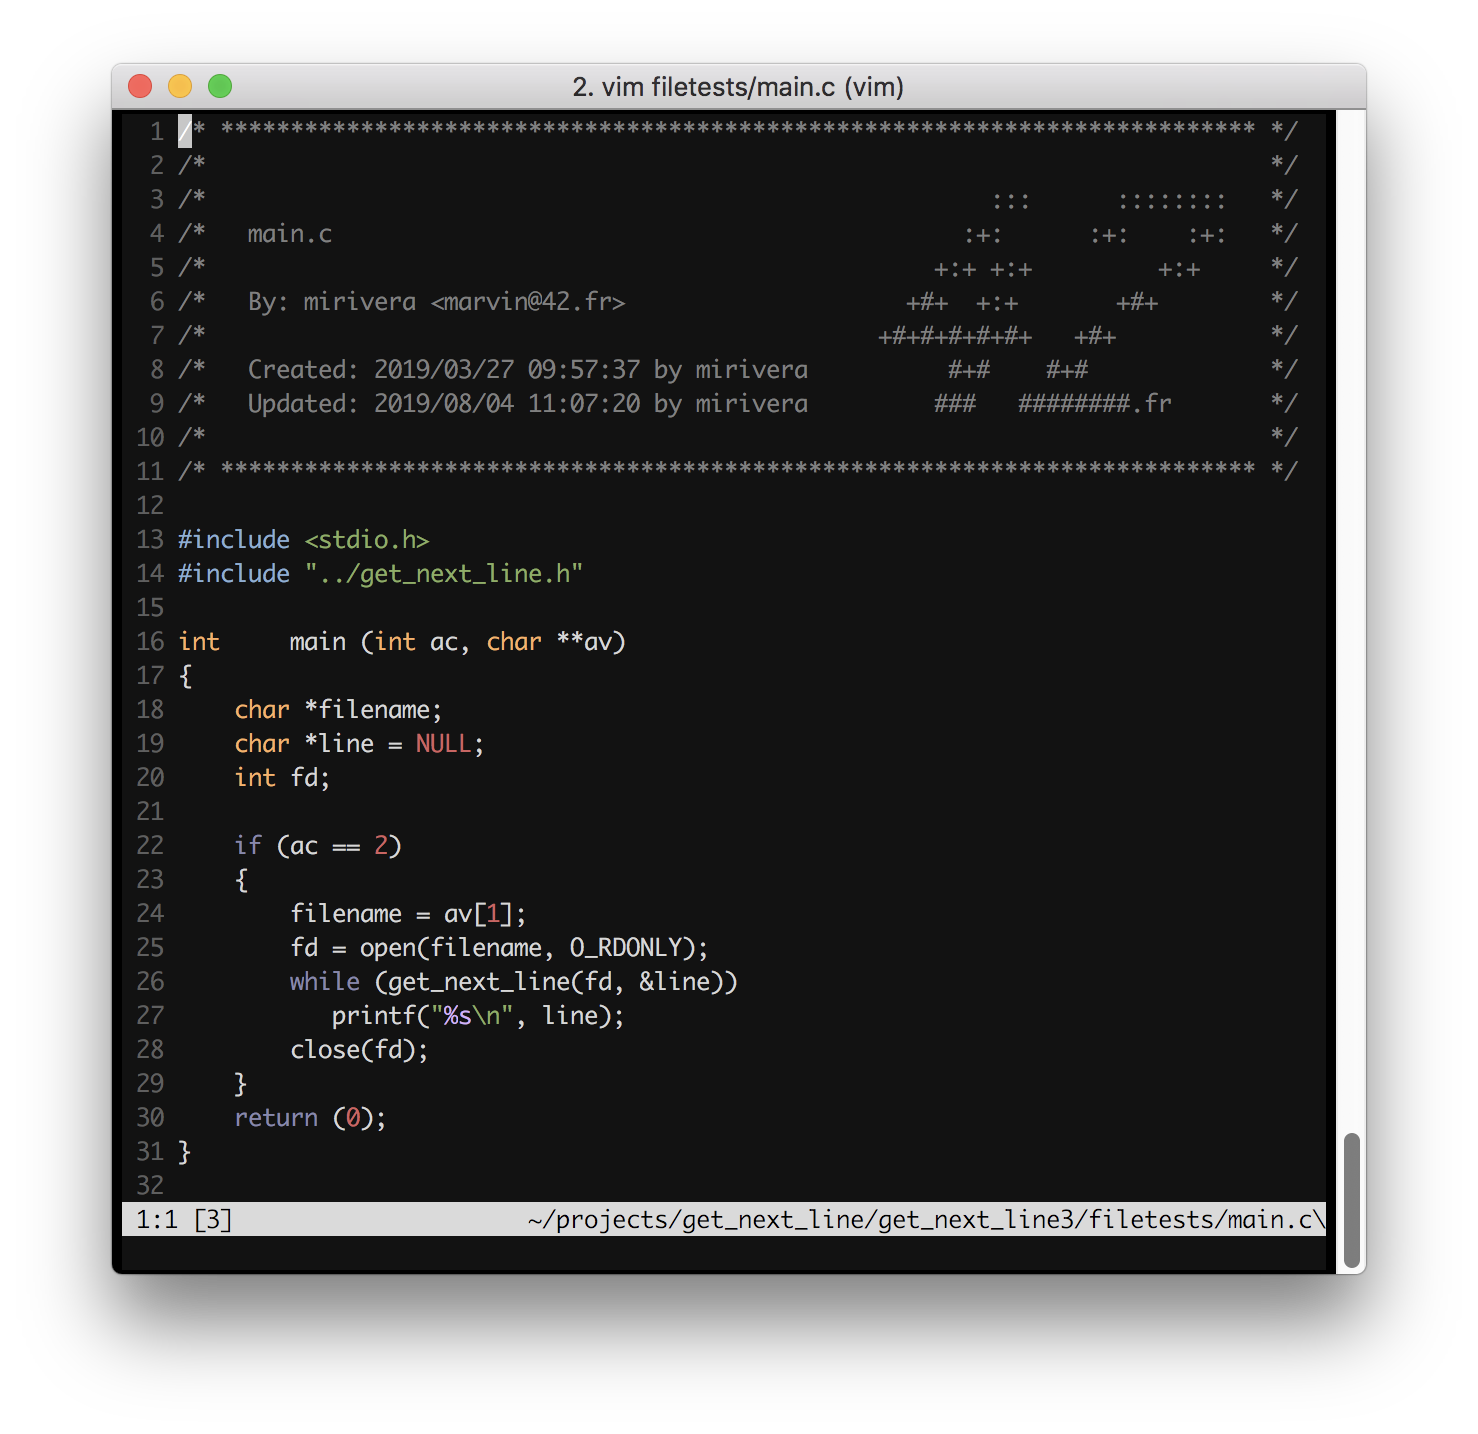 2. vim filetests/main.c (vim)
1 /* ************************************************************************** */
2 /*                                                                            */
3 /*                                                        :::      ::::::::   */
4 /*   main.c                                             :+:      :+:    :+:   */
5 /*                                                    +:+ +:+         +:+     */
6 /*   By: mirivera <marvin@42.fr>                    +#+  +:+       +#+        */
7 /*                                                +#+#+#+#+#+   +#+           */
8 /*   Created: 2019/03/27 09:57:37 by mirivera          #+#    #+#             */
9 /*   Updated: 2019/08/04 11:07:20 by mirivera         ###   ########.fr       */
10 /*                                                                            */
11 /* ************************************************************************** */
12
13 #include <stdio.h>
14 #include "../get_next_line.h"
15
16 int     main (int ac, char **av)
17 {
18     char *filename;
19     char *line = NULL;
20     int fd;
21
22     if (ac == 2)
23     {
24         filename = av[1];
25         fd = open(filename, O_RDONLY);
26         while (get_next_line(fd, &line))
27            printf("%s\n", line);
28         close(fd);
29     }
30     return (0);
31 }
32
1:1 [3] ~/projects/get_next_line/get_next_line3/filetests/main.c\